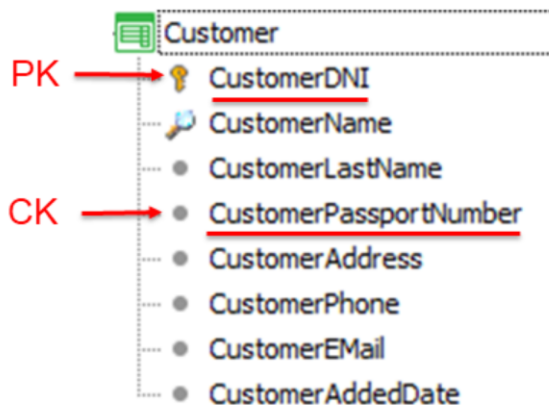 Customer
PK CustomerDNI
CustomerName
CustomerLastName
CK CustomerPassportNumber
CustomerAddress
CustomerPhone
CustomerEMail
CustomerAddedDate